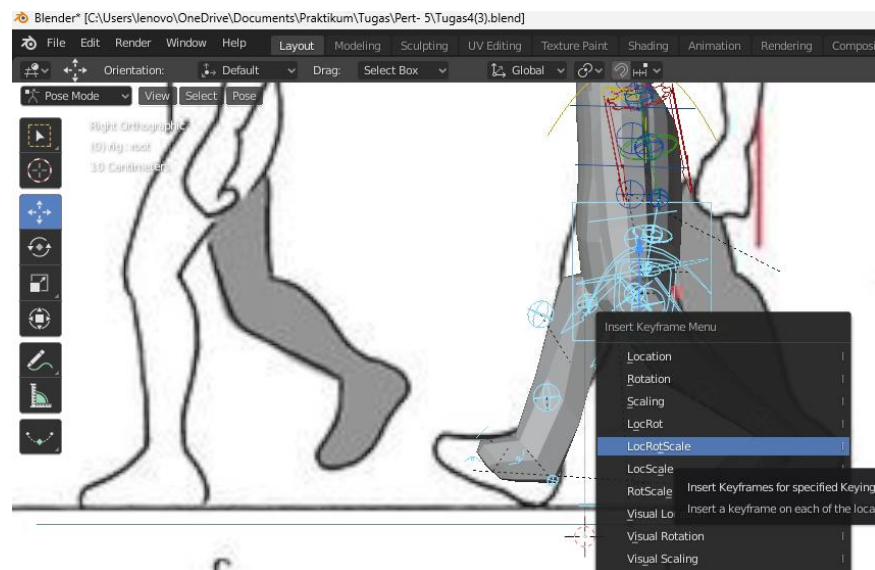 Blender* [C:\Users\lenovo\OneDrive\Documents\Praktikum\Tugas\Pert- 5\Tugas4(3).blend]
File Edit Render Window Help Layout Modeling Sculpting UV Editing Texture Paint Shading Animation Rendering Composi
Orientation: Default Drag: Select Box Global
Pose Mode View Select Pose
Right Orthographic
(0) rig : root
10 Centimeters
Insert Keyframe Menu
Location I
Rotation I
Scaling I
LocRot I
LocRotScale I
LocScale I
RotScale
Insert Keyframes for specified Keying
Visual Lo
Insert a keyframe on each of the loca
Visual Rotation I
Visual Scaling I